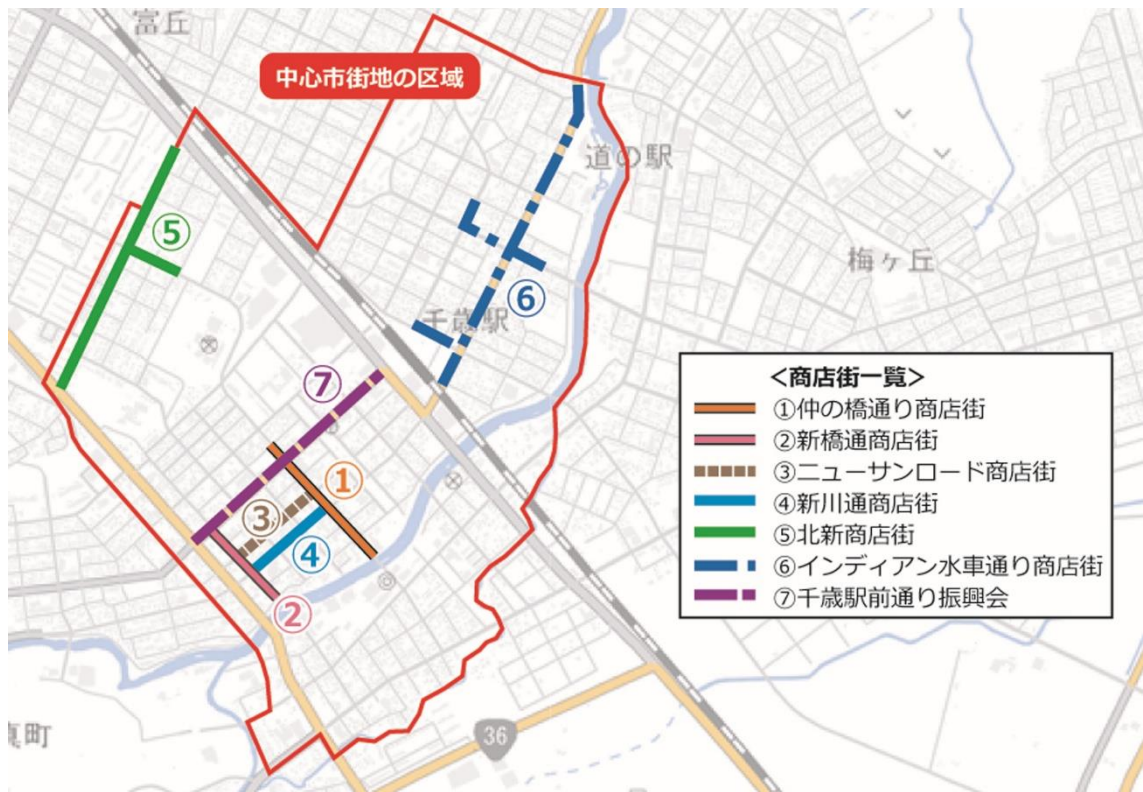 富丘
中心市街地の区域
道の駅
⑤
梅ヶ丘
⑥
千歳駅
⑦
①
③
④
②
真町
36
<商店街一覧>
①仲の橋通り商店街
②新橋通商店街
③ニューサンロード商店街
④新川通商店街
⑤北新商店街
⑥インディアン水車通り商店街
⑦千歳駅前通り振興会